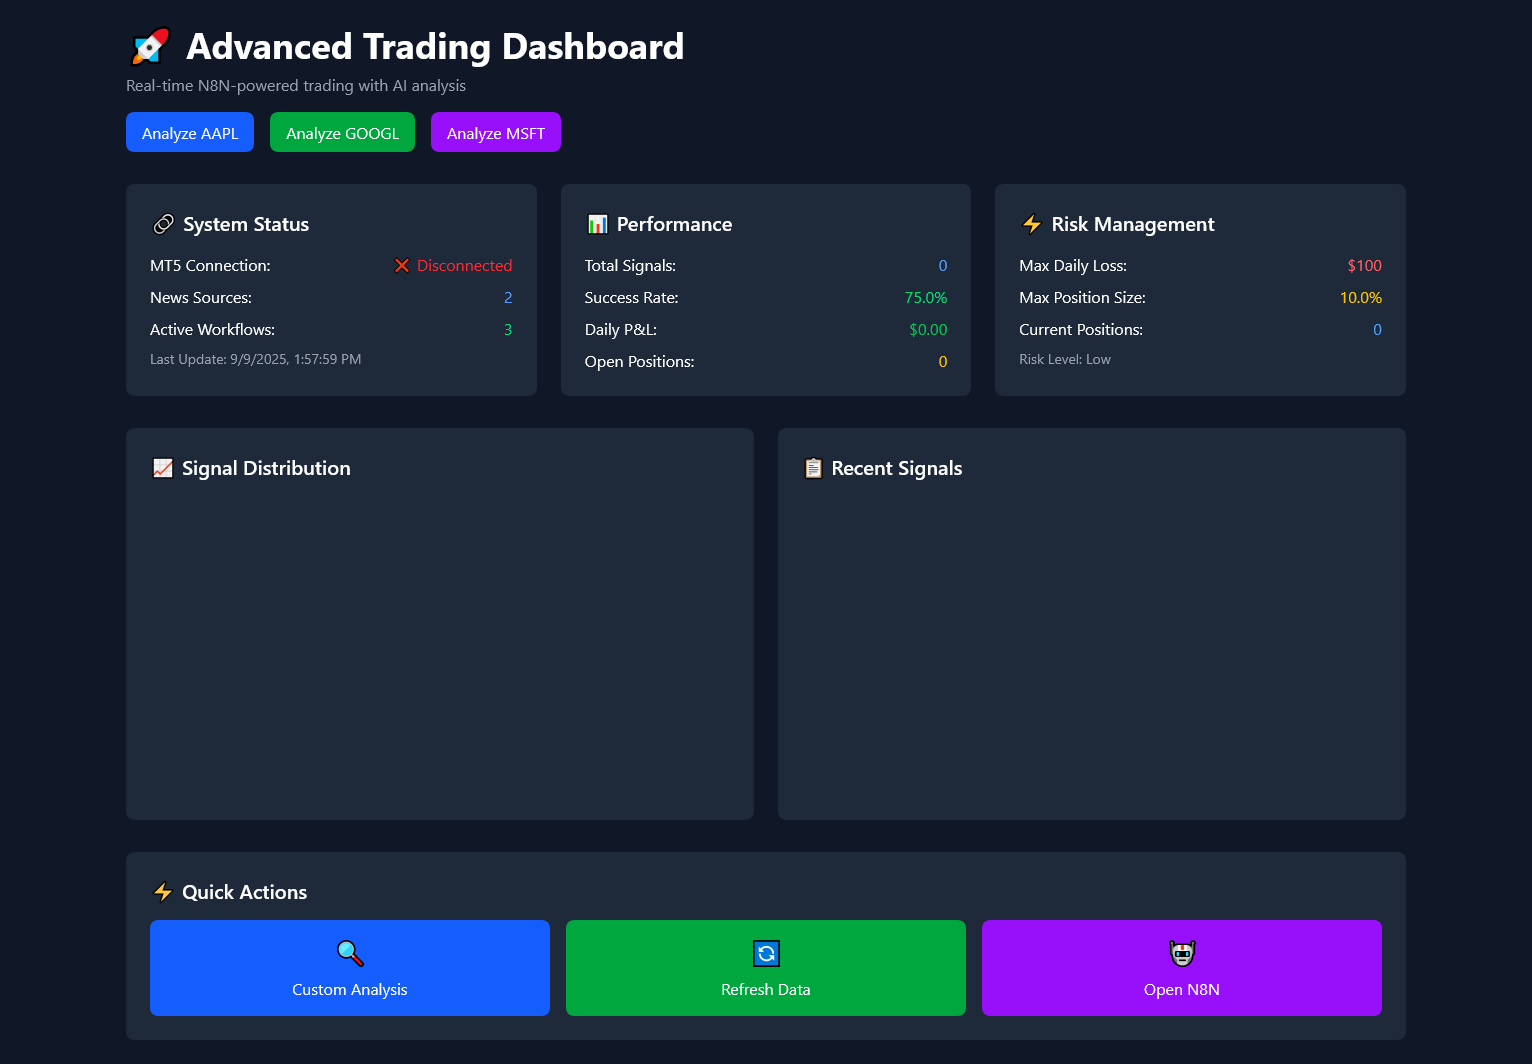 🚀 Advanced Trading Dashboard
Real-time N8N-powered trading with AI analysis
Analyze AAPL
Analyze GOOGL
Analyze MSFT
🔗 System Status
MT5 Connection: ❌ Disconnected
News Sources: 2
Active Workflows: 3
Last Update: 9/9/2025, 1:57:59 PM
📊 Performance
Total Signals: 0
Success Rate: 75.0%
Daily P&L: $0.00
Open Positions: 0
⚡ Risk Management
Max Daily Loss: $100
Max Position Size: 10.0%
Current Positions: 0
Risk Level: Low
📈 Signal Distribution
📋 Recent Signals
⚡ Quick Actions
🔍 Custom Analysis
🔄 Refresh Data
🤖 Open N8N